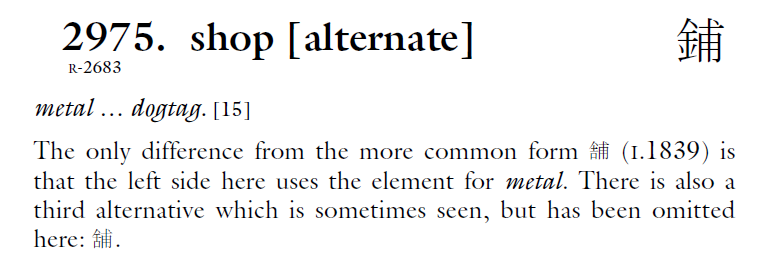 2975. shop [alternate] 鋪
R-2683
metal … dogtag. [15]
The only difference from the more common form 舗 (I.1839) is
that the left side here uses the element for metal. There is also a
third alternative which is sometimes seen, but has been omitted
here: 舖.